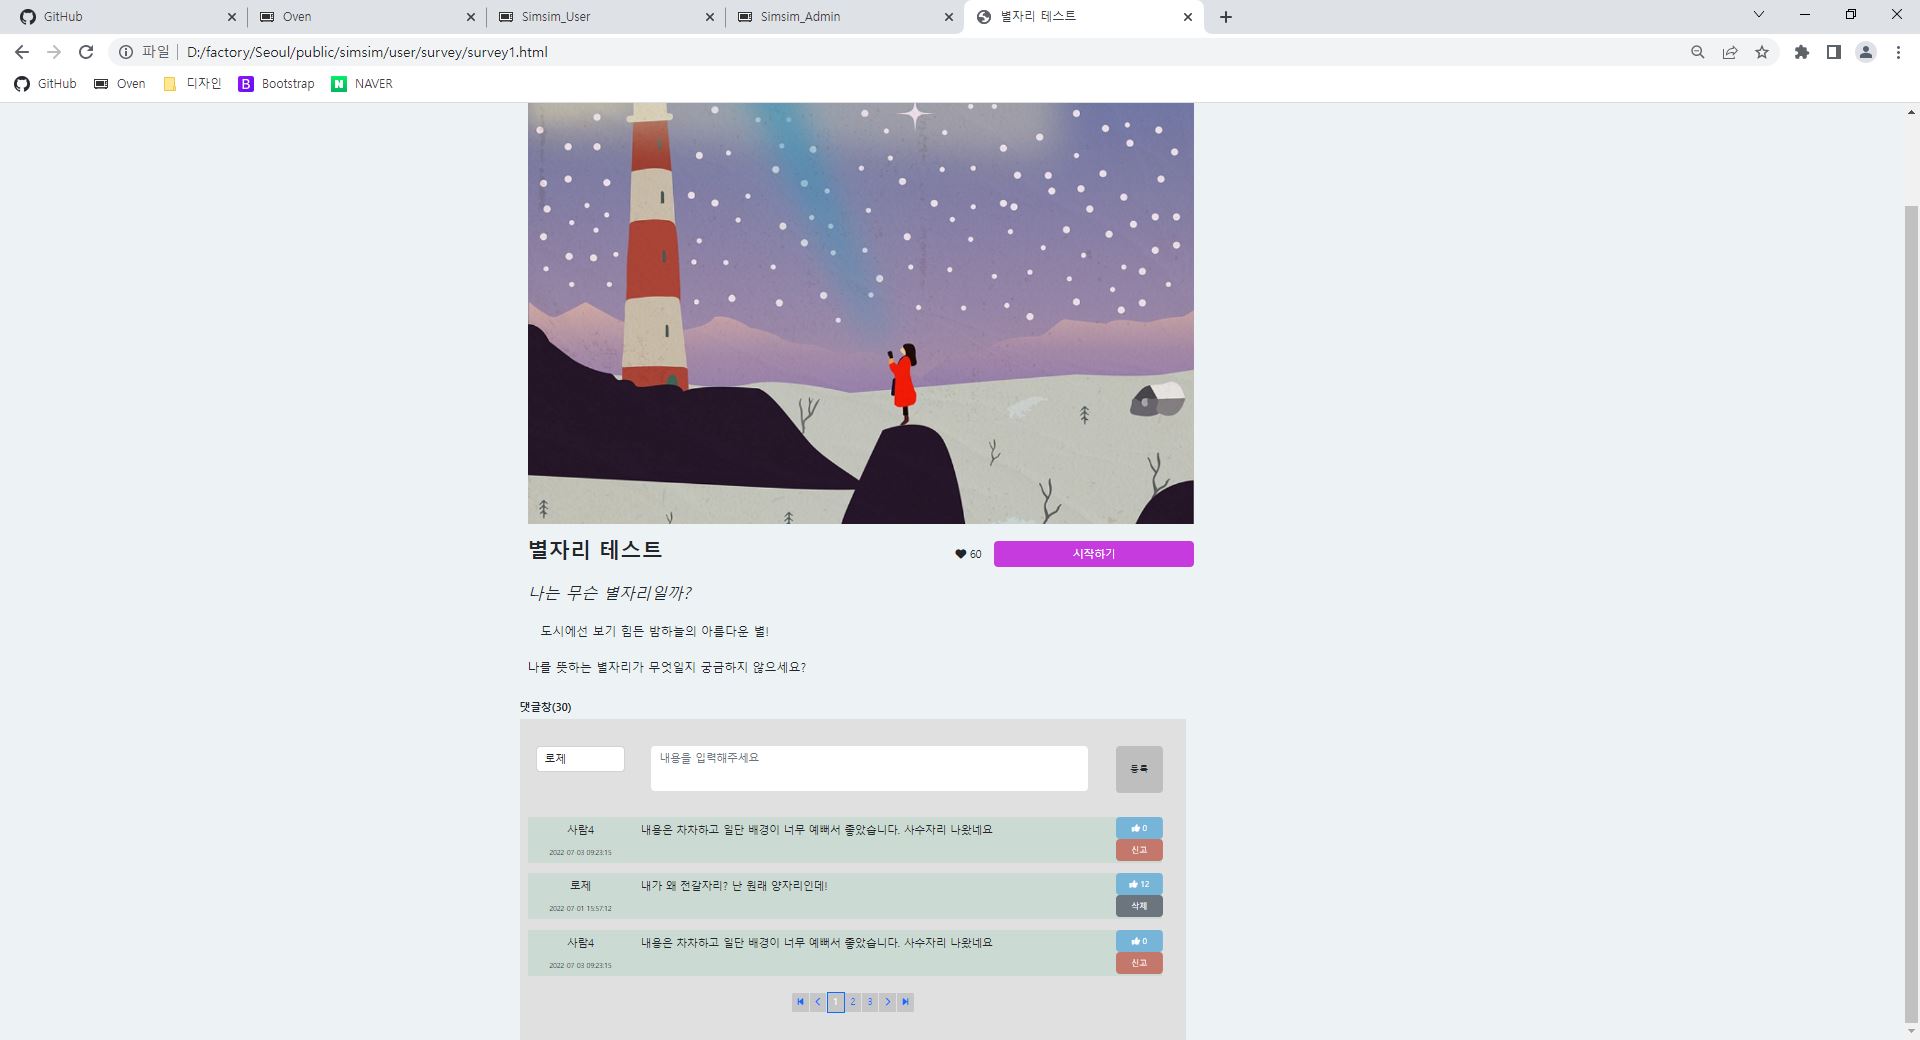 GitHub
Oven
Simsim_User
Simsim_Admin
별자리 테스트
파일 D:/factory/Seoul/public/simsim/user/survey/survey1.html
GitHub Oven 디자인 Bootstrap NAVER
별자리 테스트
60
시작하기
나는 무슨 별자리일까?
도시에선 보기 힘든 밤하늘의 아름다운 별!
나를 뜻하는 별자리가 무엇일지 궁금하지 않으세요?
댓글창(30)
로제
내용을 입력해주세요
등록
사람4
내용은 차차하고 일단 배경이 너무 예뻐서 좋았습니다. 사수자리 나왔네요
0
2022-07-03 09:23:15
신고
로제
내가 왜 전갈자리? 난 원래 양자리인데!
12
2022-07-01 15:57:12
삭제
사람4
내용은 차차하고 일단 배경이 너무 예뻐서 좋았습니다. 사수자리 나왔네요
0
2022-07-03 09:23:15
신고
1 2 3